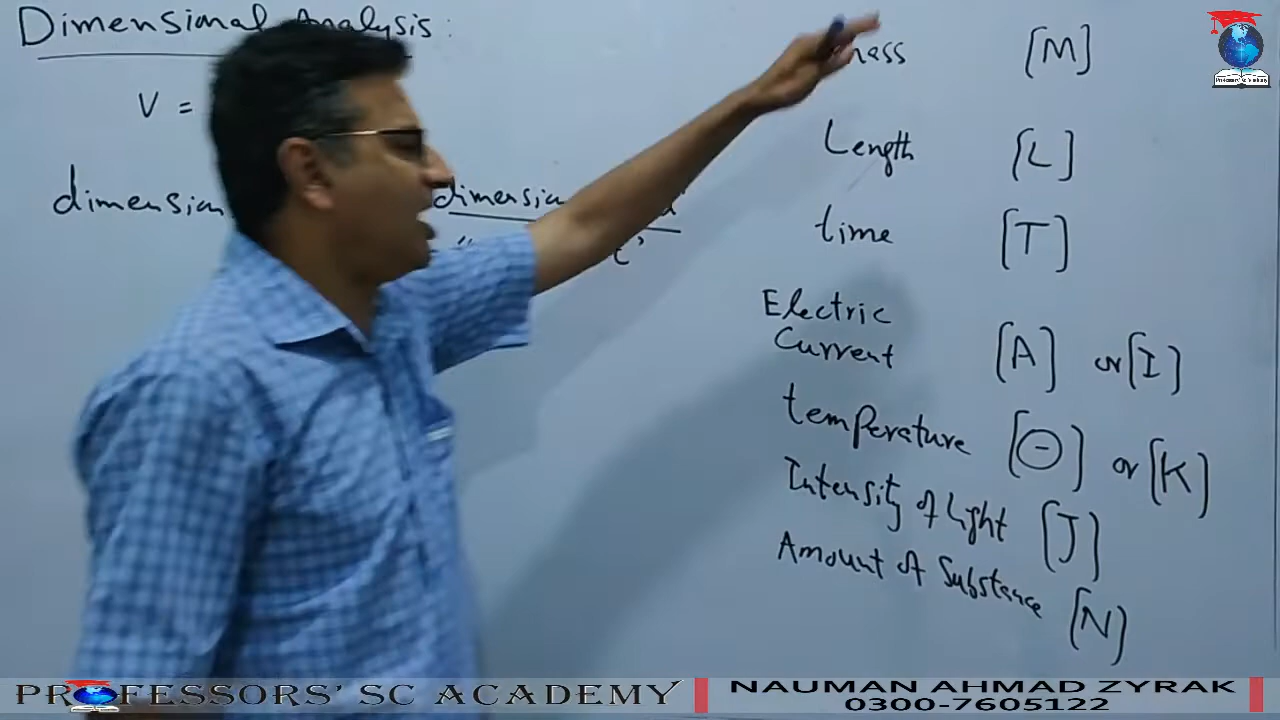 Dimensional Analysis:
V =
dimension dimension
Mass [M]
Length [L]
time [T]
Electric
Current [A] or [I]
temperature [Θ] or [K]
Intensity of light [J]
Amount of Substance [N]
PROFESSORS' SC ACADEMY
NAUMAN AHMAD ZYRAK
0300-7605122